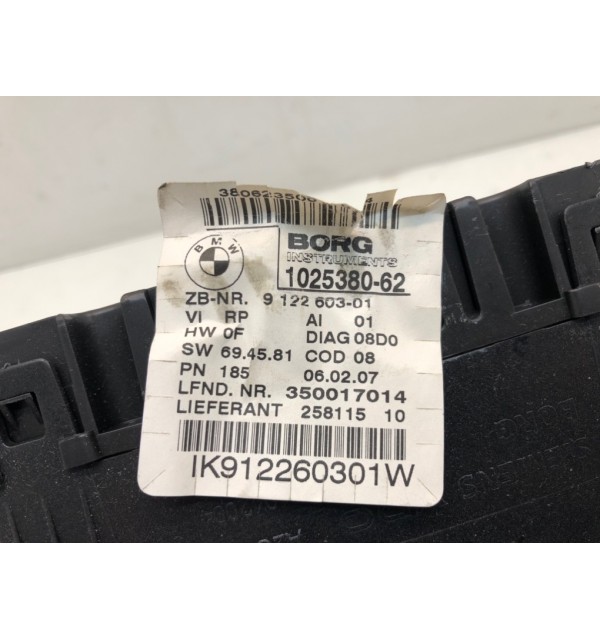 BMW
BORG
INSTRUMENTS
1025380-62
ZB-NR. 9 122 603-01
VI RP AI 01
HW 0F DIAG 08D0
SW 69.45.81 COD 08
PN 185 06.02.07
LFND. NR. 350017014
LIEFERANT 258115 10
IK912260301W